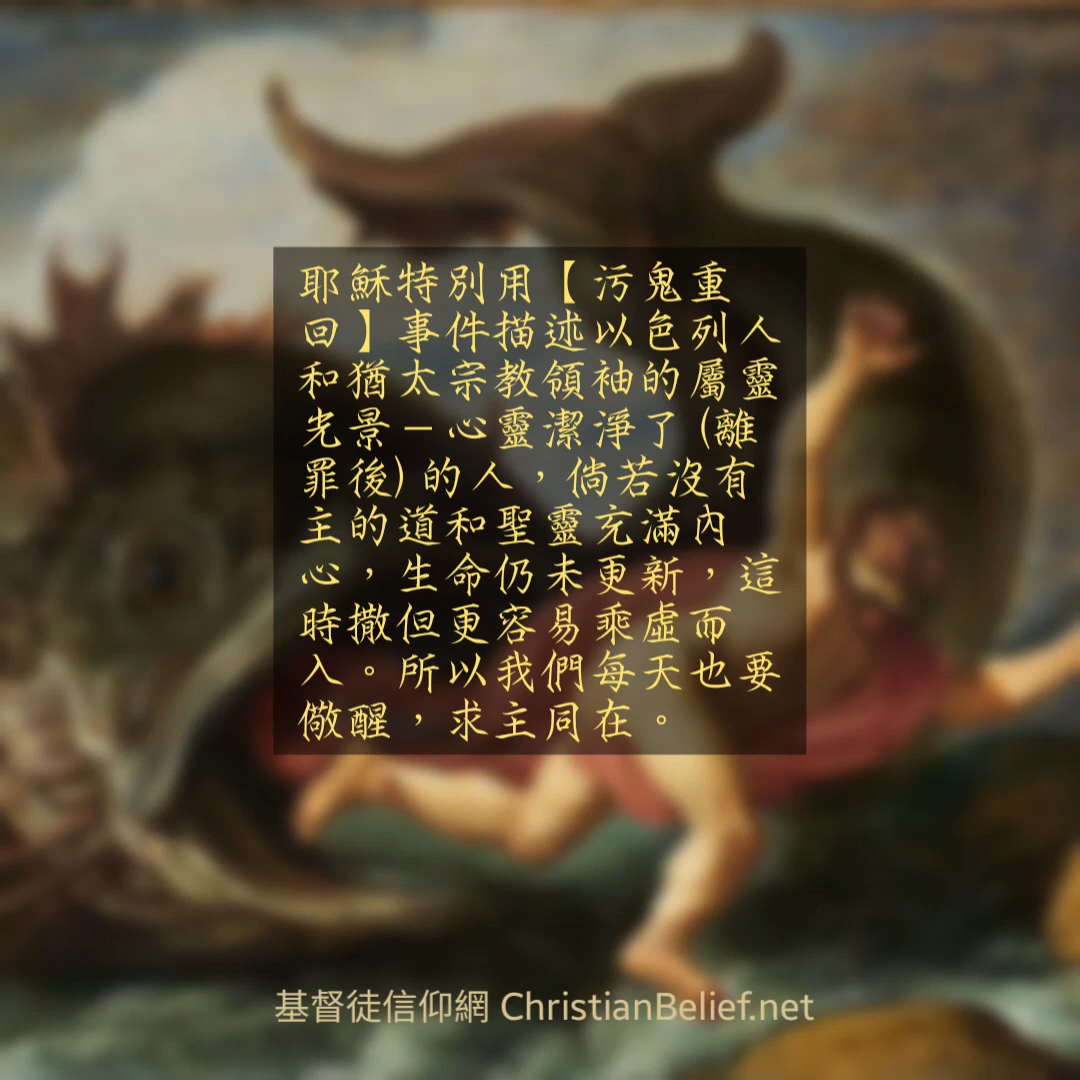 耶穌特別用【污鬼重
回】事件描述以色列人
和猶太宗教領袖的屬靈
光景－心靈潔淨了 (離
罪後) 的人，倘若沒有
主的道和聖靈充滿內
心，生命仍未更新，這
時撒但更容易乘虛而
入。所以我們每天也要
儆醒，求主同在。
基督徒信仰網 ChristianBelief.net